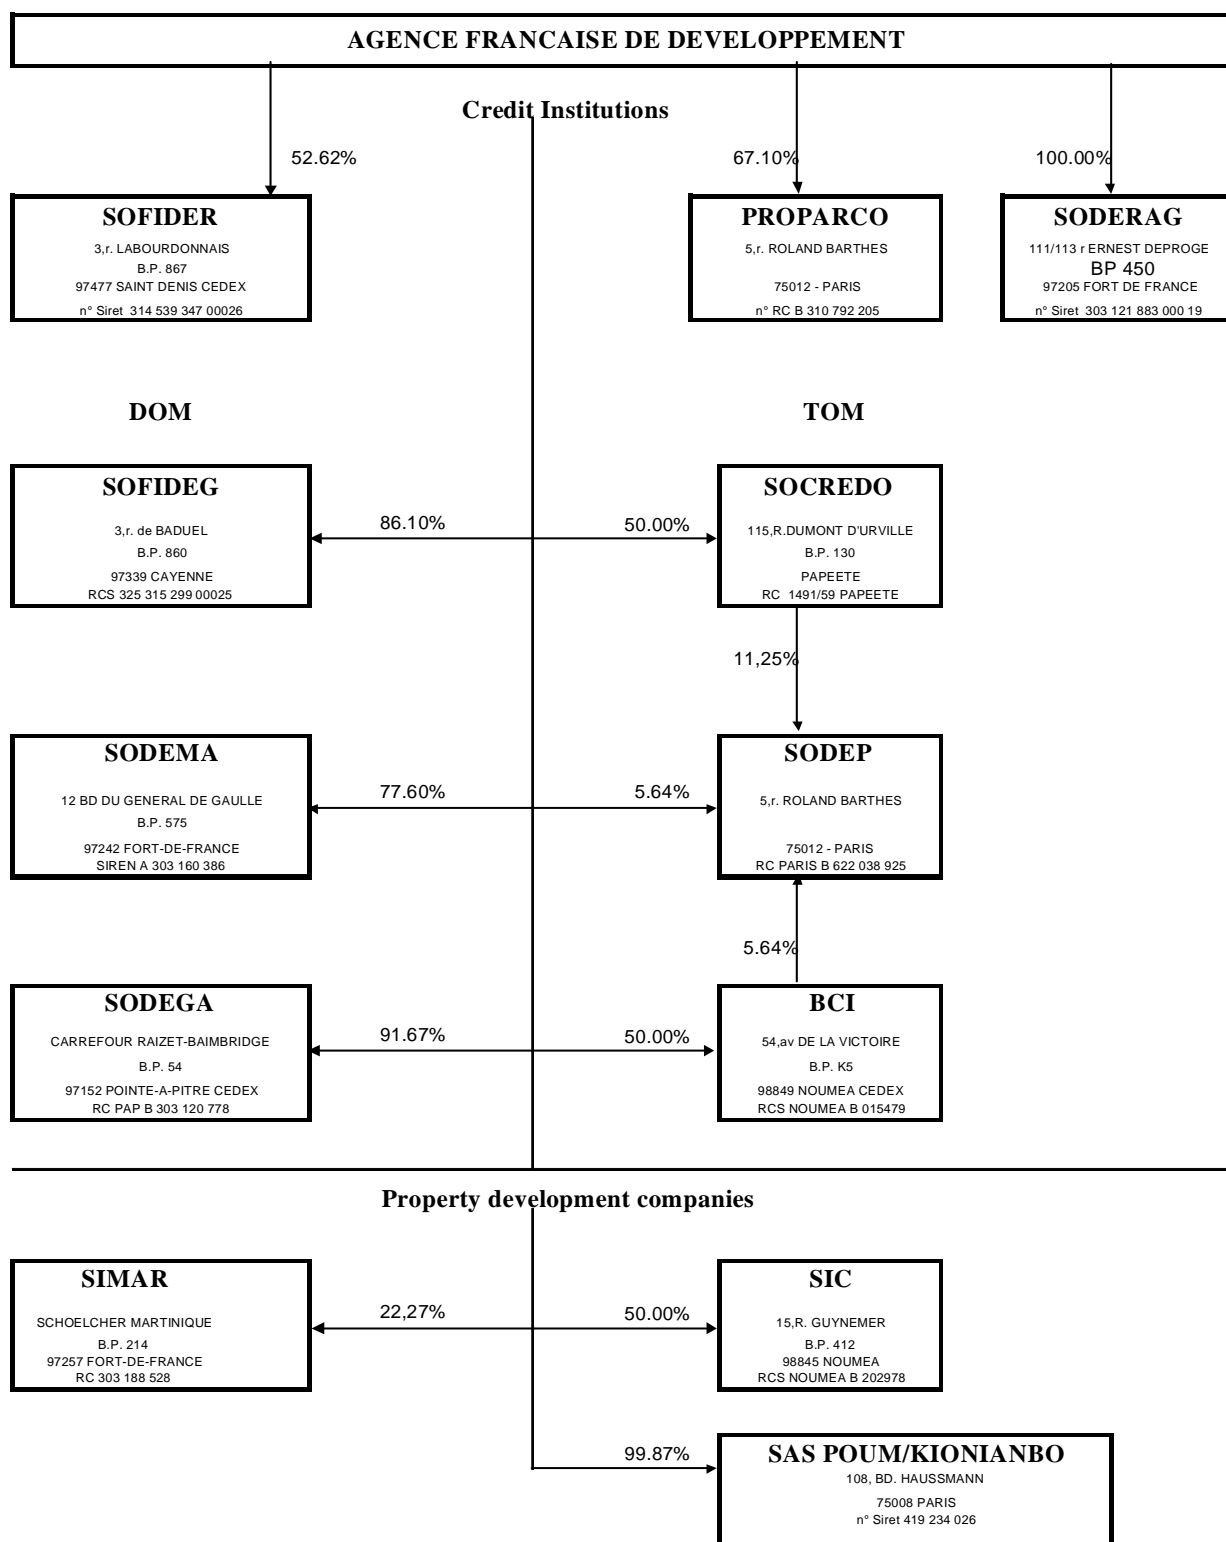 AGENCE FRANCAISE DE DEVELOPPEMENT
Credit Institutions
52.62%
67.10%
100.00%
SOFIDER
3,r. LABOURDONNAIS
B.P. 867
97477 SAINT DENIS CEDEX
n° Siret 314 539 347 00026
PROPARCO
5,r. ROLAND BARTHES
75012 - PARIS
n° RC B 310 792 205
SODERAG
111/113 r ERNEST DEPROGE
BP 450
97205 FORT DE FRANCE
n° Siret 303 121 883 000 19
DOM
TOM
SOFIDEG
3,r. de BADUEL
B.P. 860
97339 CAYENNE
RCS 325 315 299 00025
86.10%
50.00%
SOCREDO
115,R.DUMONT D'URVILLE
B.P. 130
PAPEETE
RC 1491/59 PAPEETE
11,25%
SODEMA
12 BD DU GENERAL DE GAULLE
B.P. 575
97242 FORT-DE-FRANCE
SIREN A 303 160 386
77.60%
5.64%
SODEP
5,r. ROLAND BARTHES
75012 - PARIS
RC PARIS B 622 038 925
5.64%
SODEGA
CARREFOUR RAIZET-BAIMBRIDGE
B.P. 54
97152 POINTE-A-PITRE CEDEX
RC PAP B 303 120 778
91.67%
50.00%
BCI
54,av DE LA VICTOIRE
B.P. K5
98849 NOUMEA CEDEX
RCS NOUMEA B 015479
Property development companies
SIMAR
SCHOELCHER MARTINIQUE
B.P. 214
97257 FORT-DE-FRANCE
RC 303 188 528
22,27%
50.00%
SIC
15,R. GUYNEMER
B.P. 412
98845 NOUMEA
RCS NOUMEA B 202978
99.87%
SAS POUM/KIONIANBO
108, BD. HAUSSMANN
75008 PARIS
n° Siret 419 234 026